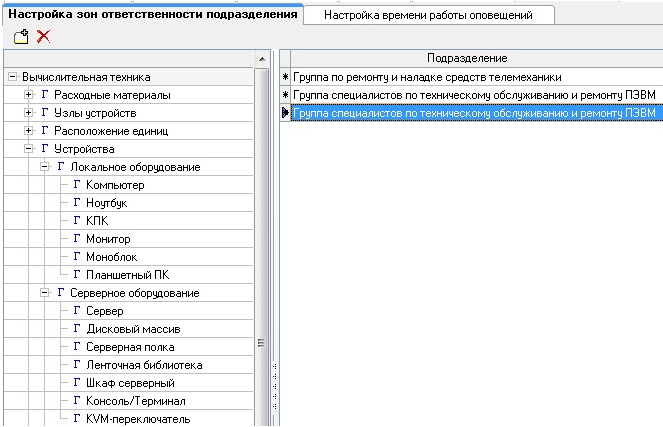 Настройка зон ответственности подразделения
Настройка времени работы оповещений
Вычислительная техника
Г Расходные материалы
Г Узлы устройств
Г Расположение единиц
Г Устройства
Г Локальное оборудование
Г Компьютер
Г Ноутбук
Г КПК
Г Монитор
Г Моноблок
Г Планшетный ПК
Г Серверное оборудование
Г Сервер
Г Дисковый массив
Г Серверная полка
Г Ленточная библиотека
Г Шкаф серверный
Г Консоль/Терминал
Г KVM-переключатель
Подразделение
Группа по ремонту и наладке средств телемеханики
Группа специалистов по техническому обслуживанию и ремонту ПЭВМ
Группа специалистов по техническому обслуживанию и ремонту ПЭВМ